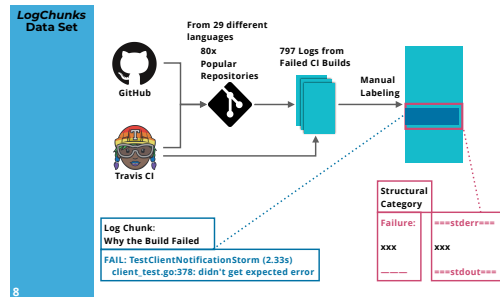 LogChunks
Data Set
From 29 different
languages
80x
Popular
Repositories
797 Logs from
Failed CI Builds
Manual
Labeling
GitHub
Travis CI
Log Chunk:
Why the Build Failed
FAIL: TestClientNotificationStorm (2.33s)
client_test.go:378: didn't get expected error
Structural
Category
Failure:
xxx
———
===stderr===
xxx
===stdout===
8